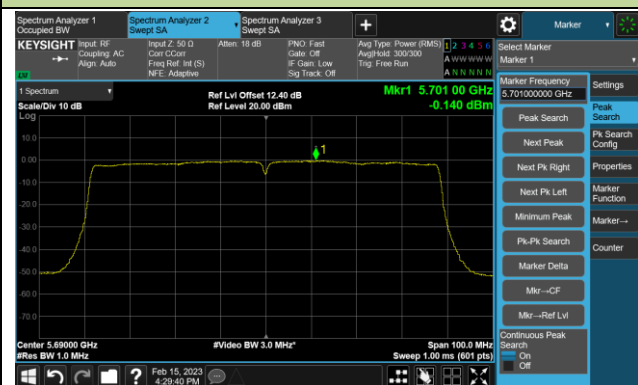 Spectrum Analyzer 1
Occupied BW
Spectrum Analyzer 2
Swept SA
Spectrum Analyzer 3
Swept SA
+
Marker
KEYSIGHT
Input: RF
Coupling: AC
Align: Auto
Input Z: 50 Ω
Corr CCorr
Freq Ref: Int (S)
NFE: Adaptive
Atten: 18 dB
PNO: Fast
Gate: Off
IF Gain: Low
Sig Track: Off
Avg Type: Power (RMS)
Avg|Hold: 300/300
Trig: Free Run
1 2 3 4 5 6
A W W W W W
A N N N N N
Select Marker
Marker 1
1 Spectrum
Scale/Div 10 dB
Log
Ref Lvl Offset 12.40 dB
Ref Level 20.00 dBm
Mkr1 5.701 00 GHz
-0.140 dBm
10.0
0.00
-10.0
-20.0
-30.0
-40.0
-50.0
-60.0
-70.0
1
Center 5.69000 GHz
#Res BW 1.0 MHz
#Video BW 3.0 MHz*
Span 100.0 MHz
Sweep 1.00 ms (601 pts)
Marker Frequency
5.701000000 GHz
Peak Search
Next Peak
Next Pk Right
Next Pk Left
Minimum Peak
Pk-Pk Search
Marker Delta
Mkr→CF
Mkr→Ref Lvl
Continuous Peak
Search
On
Off
Settings
Peak
Search
Pk Search
Config
Properties
Marker
Function
Marker→
Counter
?
Feb 15, 2023
4:29:40 PM